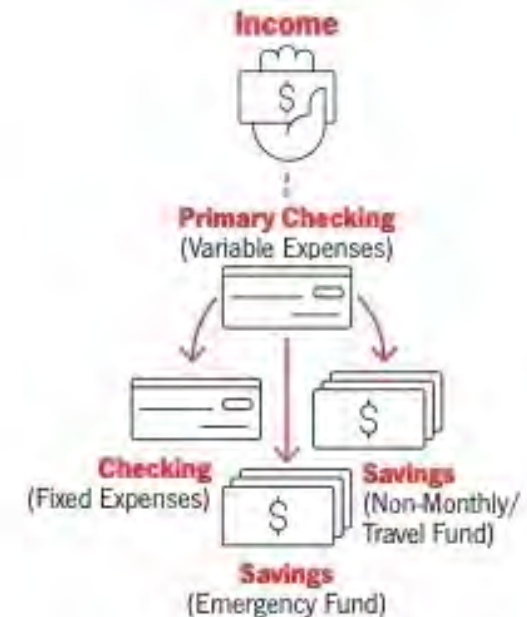 Income
$
Primary Checking
(Variable Expenses)
$
Checking
(Fixed Expenses)
Savings
(Non-Monthly/
Travel Fund)
$
Savings
(Emergency Fund)